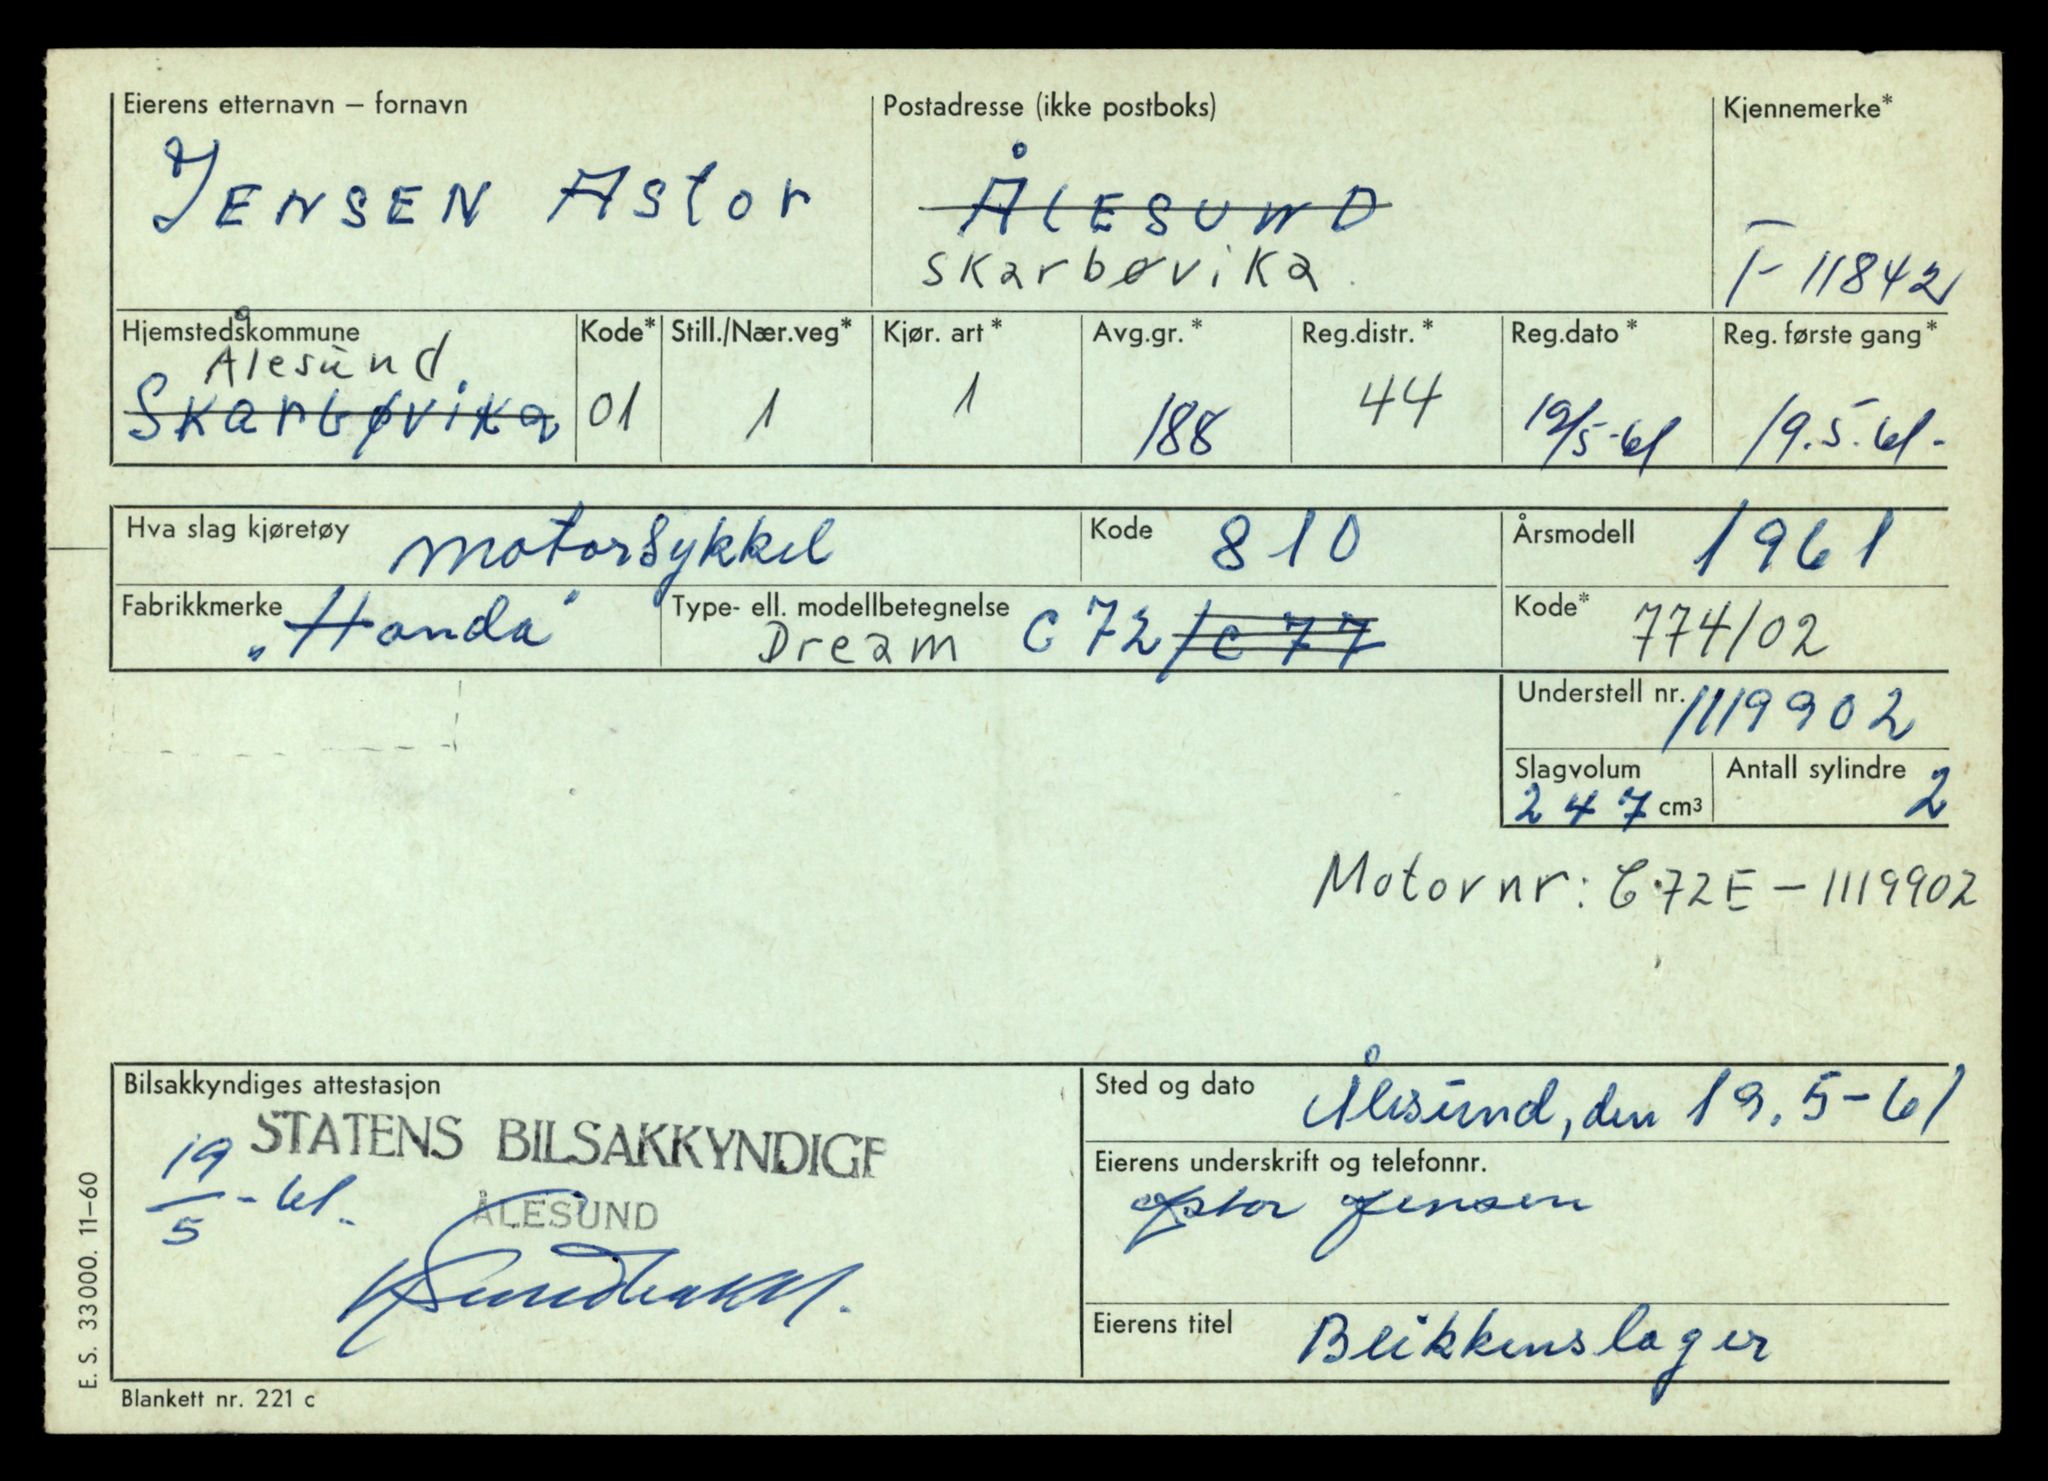 Eierens etternavn – fornavn Postadresse (ikke postboks) Kjennemerke*
JENSEN Astor ÅLESUND
Skarbøvika. T-11842
Hjemstedskommune Kode* Still./Nær.veg* Kjør. art* Avg.gr.* Reg.distr.* Reg.dato* Reg. første gang*
Ålesund
Skarbøvika 01 1 1 188 44 19/5-61 19.5.61.
Hva slag kjøretøy motorsykkel Kode 810 Årsmodell 1961
Fabrikkmerke „Honda" Type- ell. modellbetegnelse Dream C72/C77 Kode* 774/02
Understell nr. 1119902
Slagvolum 247 cm3 Antall sylindre 2
Motornr: C.72E-1119902
Bilsakkyndiges attestasjon Sted og dato Ålesund, den 19.5-61
STATENS BILSAKKYNDIGE
19/5-61. ÅLESUND
Eierens underskrift og telefonnr.
Astor Jensen
Eierens titel Blikkenslager
E. S. 33000. 11–60
Blankett nr. 221 c